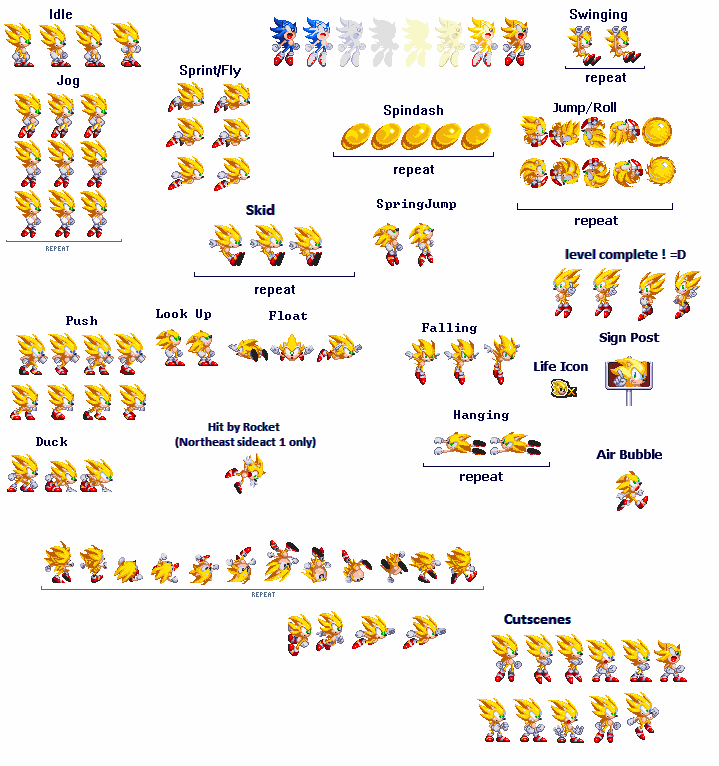 Idle
Swinging
repeat
Jog
Sprint/Fly
Spindash
repeat
Jump/Roll
repeat
REPEAT
Skid
repeat
SpringJump
level complete ! =D
Push
Look Up
Float
Falling
Sign Post
Life Icon
Hanging
repeat
Duck
Hit by Rocket
(Northeast side act 1 only)
Air Bubble
REPEAT
Cutscenes